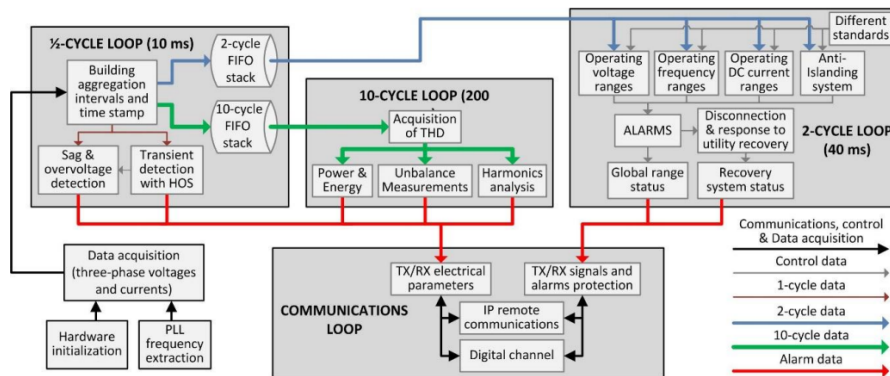 ½-CYCLE LOOP (10 ms)
Building
aggregation
intervals and
time stamp
2-cycle
FIFO
stack
10-cycle
FIFO
stack
Sag &
overvoltage
detection
Transient
detection
with HOS
10-CYCLE LOOP (200
Acquisition
of THD
Power &
Energy
Unbalance
Measurements
Harmonics
analysis
Different
standards
Operating
voltage
ranges
Operating
frequency
ranges
Operating
DC current
ranges
Anti-
Islanding
system
ALARMS
Disconnection
& response to
utility recovery
2-CYCLE LOOP
(40 ms)
Global range
status
Recovery
system status
Data acquisition
(three-phase voltages
and currents)
Hardware
initialization
PLL
frequency
extraction
COMMUNICATIONS
LOOP
TX/RX electrical
parameters
TX/RX signals and
alarms protection
IP remote
communications
Digital channel
Communications, control
& Data acquisition
Control data
1-cycle data
2-cycle data
10-cycle data
Alarm data